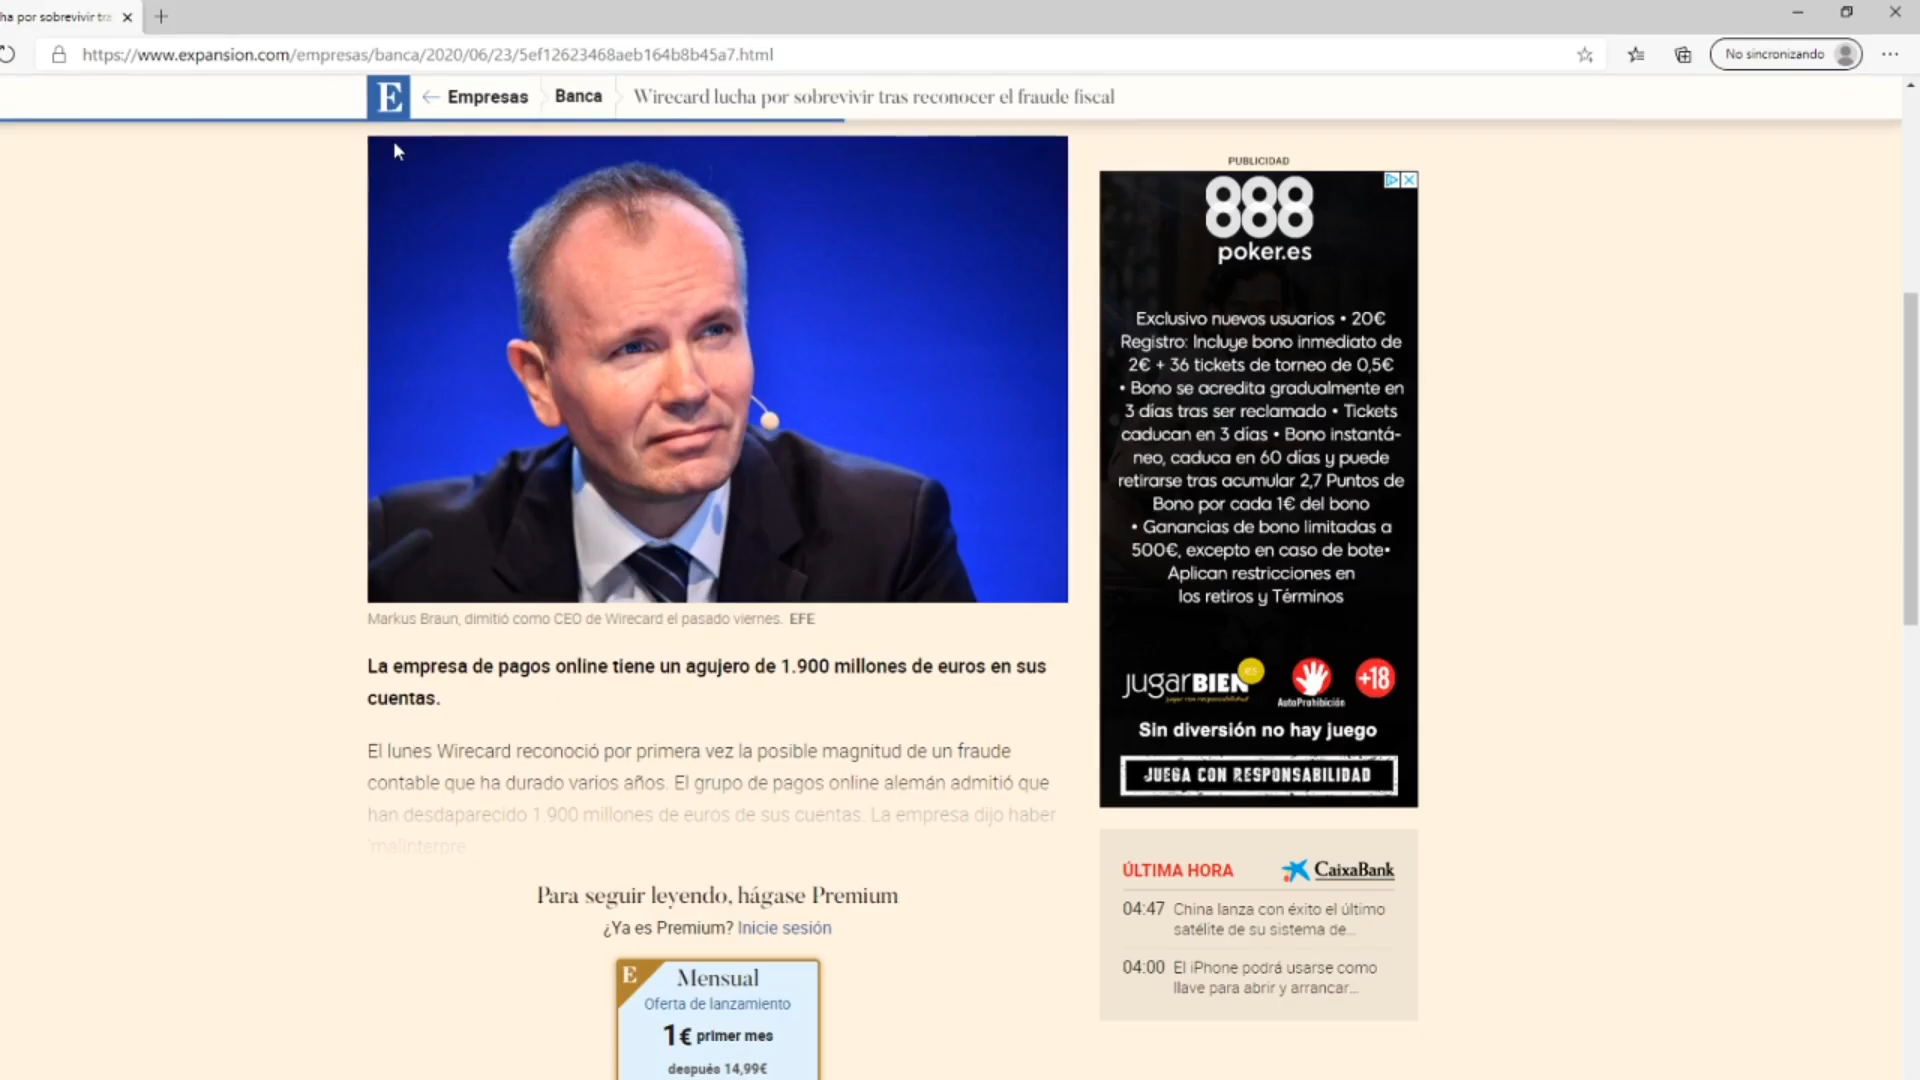 ha por sobrevivir tra
https://www.expansion.com/empresas/banca/2020/06/23/5ef12623468aeb164b8b45a7.html
No sincronizando
E
Empresas
Banca
Wirecard lucha por sobrevivir tras reconocer el fraude fiscal
Markus Braun, dimitió como CEO de Wirecard el pasado viernes. EFE
La empresa de pagos online tiene un agujero de 1.900 millones de euros en sus
cuentas.
El lunes Wirecard reconoció por primera vez la posible magnitud de un fraude
contable que ha durado varios años. El grupo de pagos online alemán admitió que
han desdaparecido 1.900 millones de euros de sus cuentas. La empresa dijo haber
'malinterpre
Para seguir leyendo, hágase Premium
¿Ya es Premium? Inicie sesión
E
Mensual
Oferta de lanzamiento
1€ primer mes
después 14,99€
PUBLICIDAD
888
poker.es
Exclusivo nuevos usuarios • 20€
Registro: Incluye bono inmediato de
2€ + 36 tickets de torneo de 0,5€
• Bono se acredita gradualmente en
3 días tras ser reclamado • Tickets
caducan en 3 días • Bono instantá-
neo, caduca en 60 días y puede
retirarse tras acumular 2,7 Puntos de
Bono por cada 1€ del bono
• Ganancias de bono limitadas a
500€, excepto en caso de bote•
Aplican restricciones en
los retiros y Términos
jugarBIEN es
AutoProhibición
+18
Sin diversión no hay juego
JUEGA CON RESPONSABILIDAD
ÚLTIMA HORA
CaixaBank
04:47 China lanza con éxito el último
satélite de su sistema de...
04:00 El iPhone podrá usarse como
llave para abrir y arrancar...